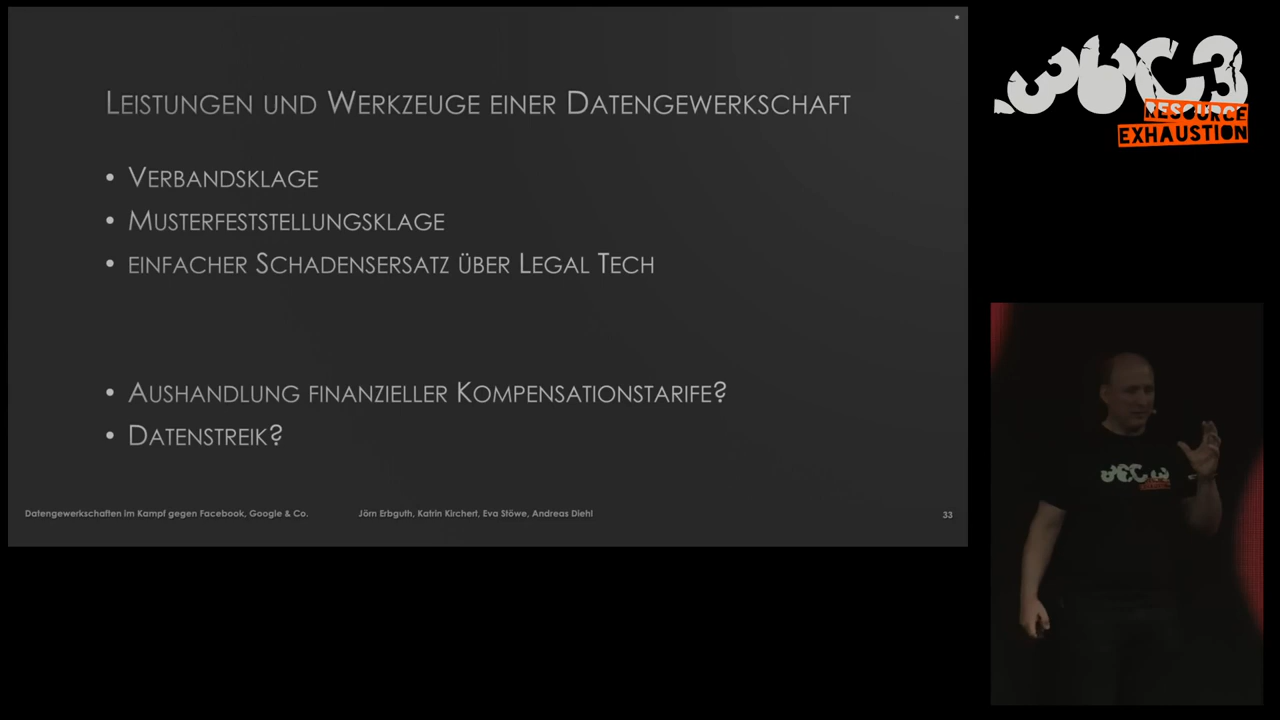 Leistungen und Werkzeuge einer Datengewerkschaft
• Verbandsklage
• Musterfeststellungsklage
• einfacher Schadensersatz über Legal Tech
• Aushandlung finanzieller Kompensationstarife?
• Datenstreik?
Datengewerkschaften im Kampf gegen Facebook, Google & Co. Jörn Erbguth, Katrin Kirchert, Eva Stöwe, Andreas Diehl 33
36C3
RESOURCE
EXHAUSTION